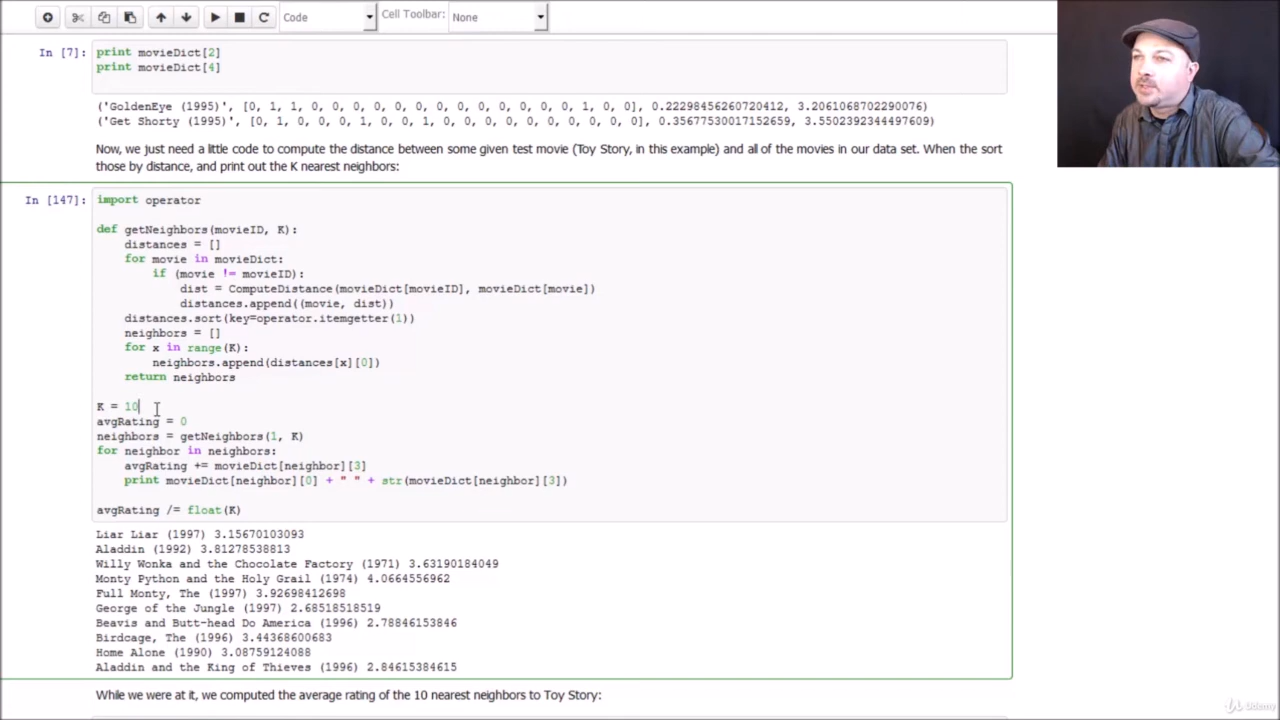 Code
Cell Toolbar:
None
In [7]:
print movieDict[2]
print movieDict[4]
('GoldenEye (1995)', [0, 1, 1, 0, 0, 0, 0, 0, 0, 0, 0, 0, 0, 0, 0, 0, 1, 0, 0], 0.22298456260720412, 3.2061068702290076)
('Get Shorty (1995)', [0, 1, 0, 0, 0, 1, 0, 0, 1, 0, 0, 0, 0, 0, 0, 0, 0, 0, 0], 0.35677530017152659, 3.5502392344497609)
Now, we just need a little code to compute the distance between some given test movie (Toy Story, in this example) and all of the movies in our data set. When the sort
those by distance, and print out the K nearest neighbors:
In [147]:
import operator
def getNeighbors(movieID, K):
    distances = []
    for movie in movieDict:
        if (movie != movieID):
            dist = ComputeDistance(movieDict[movieID], movieDict[movie])
            distances.append((movie, dist))
    distances.sort(key=operator.itemgetter(1))
    neighbors = []
    for x in range(K):
        neighbors.append(distances[x][0])
    return neighbors
K = 10
avgRating = 0
neighbors = getNeighbors(1, K)
for neighbor in neighbors:
    avgRating += movieDict[neighbor][3]
    print movieDict[neighbor][0] + " " + str(movieDict[neighbor][3])
avgRating /= float(K)
Liar Liar (1997) 3.15670103093
Aladdin (1992) 3.81278538813
Willy Wonka and the Chocolate Factory (1971) 3.63190184049
Monty Python and the Holy Grail (1974) 4.0664556962
Full Monty, The (1997) 3.92698412698
George of the Jungle (1997) 2.68518518519
Beavis and Butt-head Do America (1996) 2.78846153846
Birdcage, The (1996) 3.44368600683
Home Alone (1990) 3.08759124088
Aladdin and the King of Thieves (1996) 2.84615384615
While we were at it, we computed the average rating of the 10 nearest neighbors to Toy Story:
Udemy